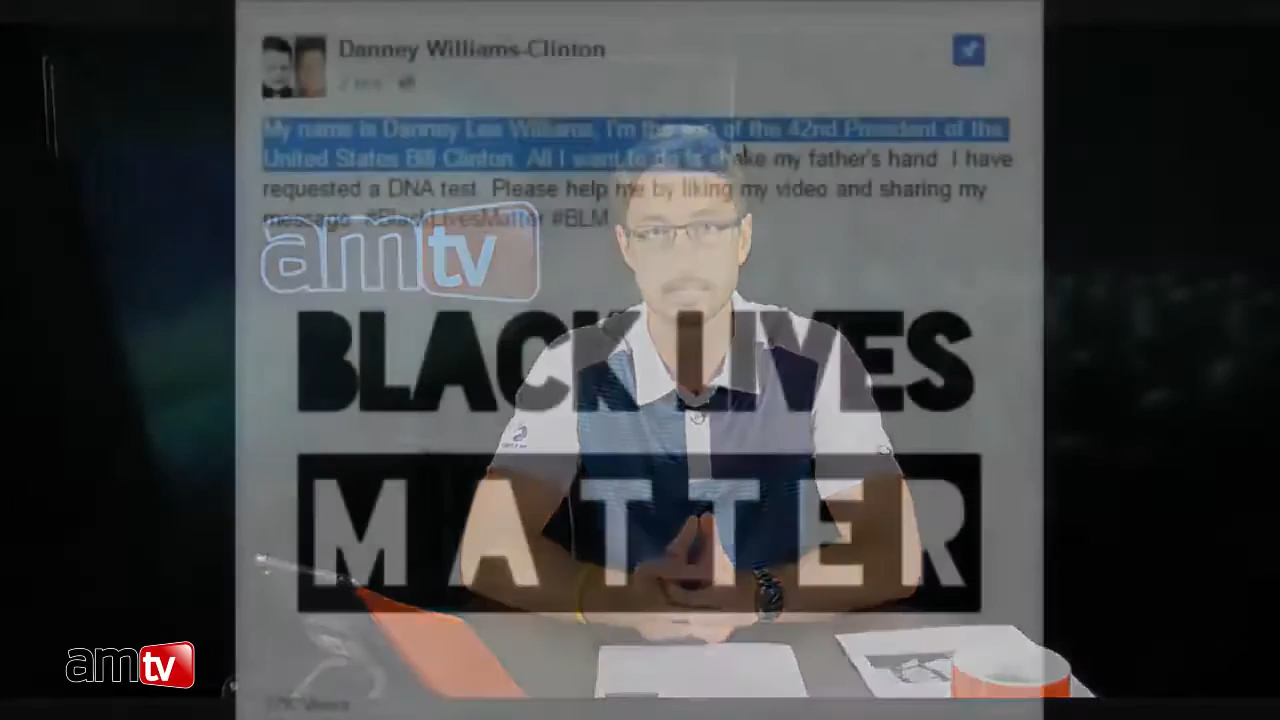 Danney Williams-Clinton
My name is Danney Lee Williams, I'm the son of the 42nd President of the
United States Bill Clinton. All I want to do is shake my father's hand. I have
requested a DNA test. Please help me by liking my video and sharing my
message. #BlackLivesMatter #BLM
amtv
BLACK LIVES
MATTER
amtv